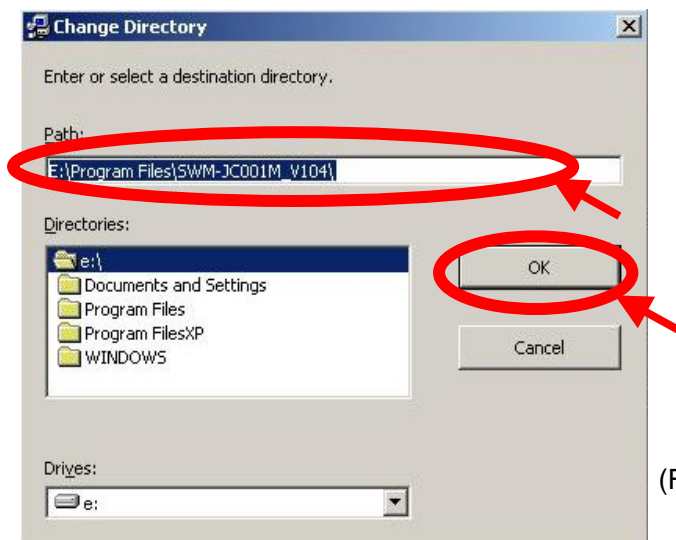 Change Directory
Enter or select a destination directory.
Path:
E:\Program Files\SWM-JC001M_V104\
Directories:
e:\
Documents and Settings
Program Files
Program FilesXP
WINDOWS
OK
Cancel
Drives:
e: